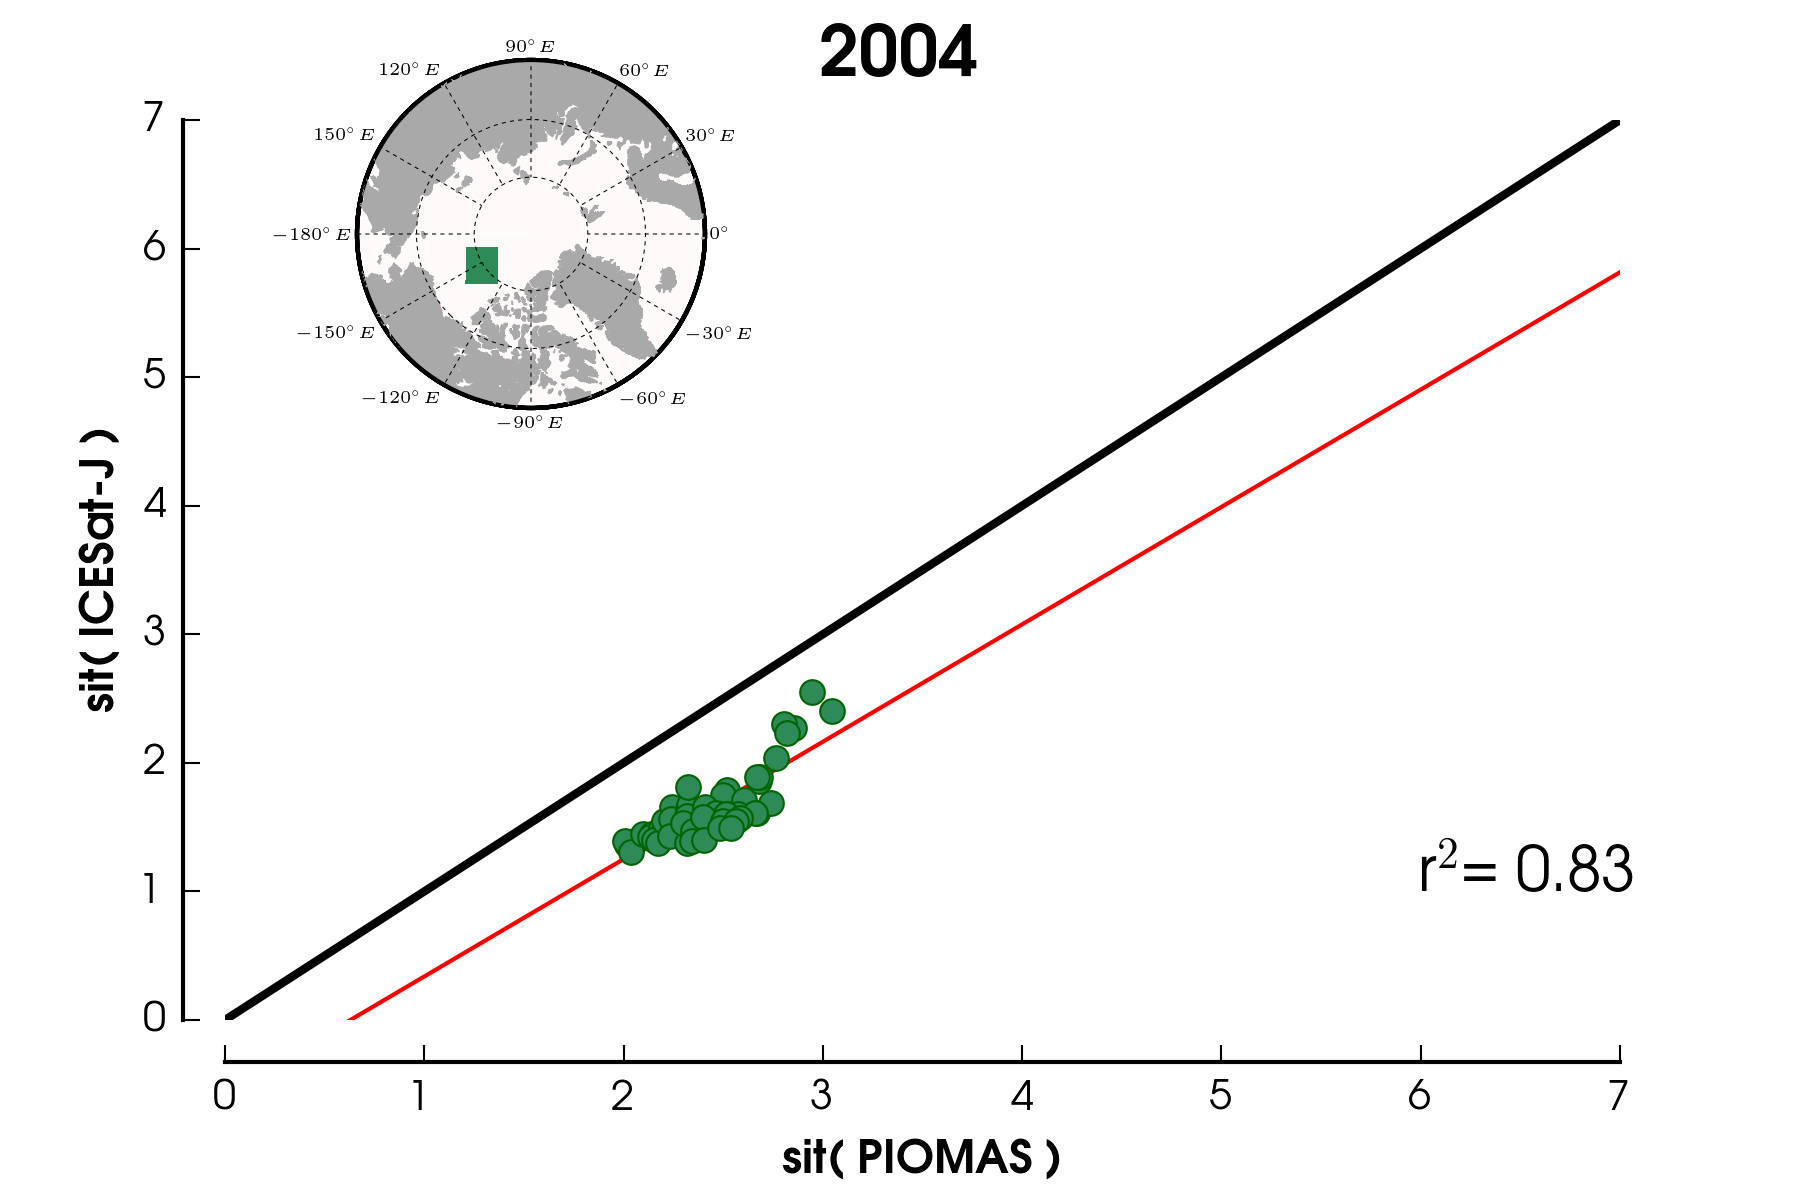 2004
90° E
120° E
60° E
150° E
30° E
−180° E
0°
−150° E
−30° E
−120° E
−60° E
−90° E
7
6
5
4
3
2
1
0
sit( ICESat-J )
r²= 0.83
0 1 2 3 4 5 6 7
sit( PIOMAS )